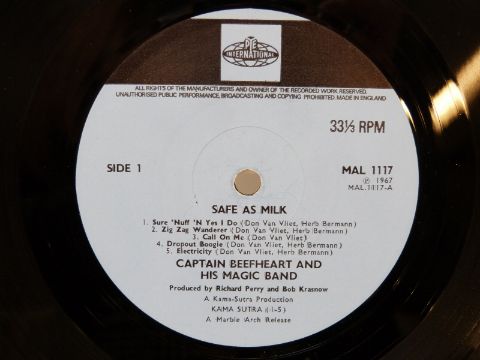 PYE
INTERNATIONAL
ALL RIGHTS OF THE MANUFACTURERS AND OWNER OF THE RECORDED WORK RESERVED.
UNAUTHORISED PUBLIC PERFORMANCE, BROADCASTING AND COPYING PROHIBITED. MADE IN ENGLAND
33⅓ RPM
SIDE 1
MAL 1117
℗ 1967
MAL.1117-A
SAFE AS MILK
1. Sure 'Nuff 'N Yes I Do (Don Van Vliet, Herb Bermann)
2. Zig Zag Wanderer (Don Van Vliet, Herb Bermann)
3. Call On Me (Don Van Vliet)
4. Dropout Boogie (Don Van Vliet, Herb Bermann)
5. Electricity (Don Van Vliet, Herb Bermann)
CAPTAIN BEEFHEART AND
HIS MAGIC BAND
Produced by Richard Perry and Bob Krasnow
A Kama-Sutra Production
KAMA SUTRA (I-5)
A Marble Arch Release